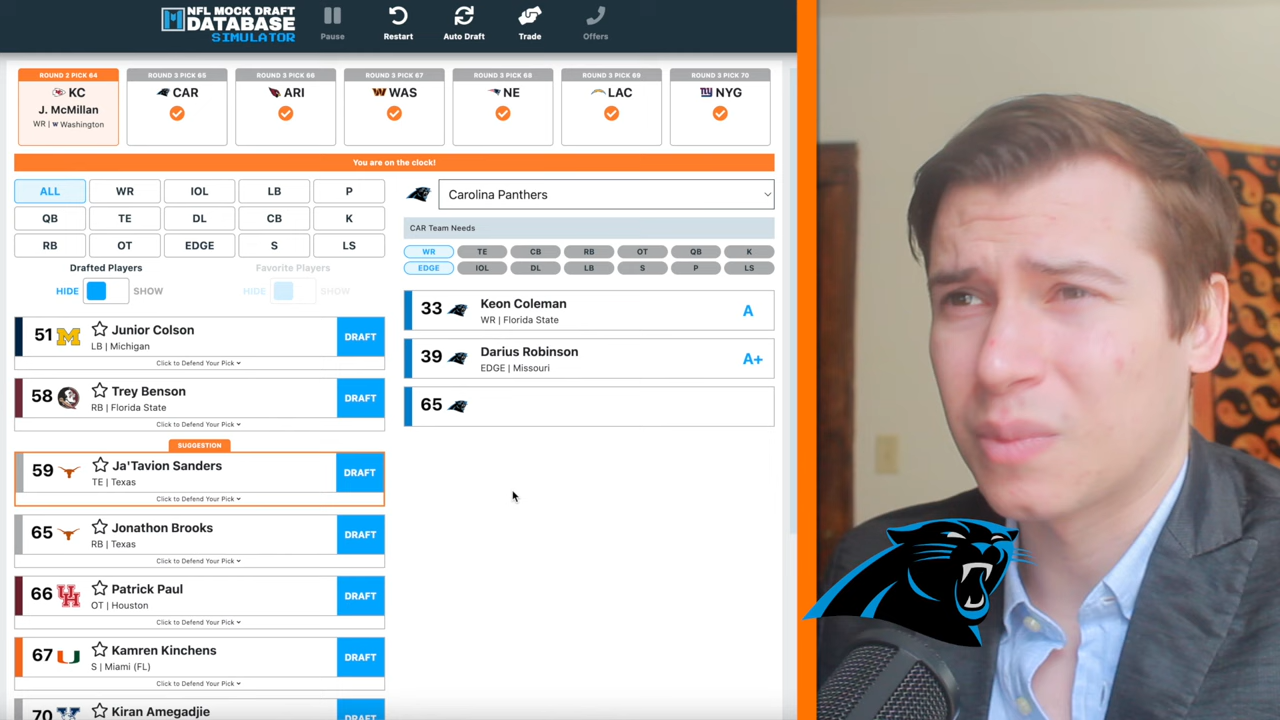 NFL MOCK DRAFT
DATABASE
SIMULATOR
Pause
Restart
Auto Draft
Trade
Offers
ROUND 2 PICK 64
KC
J. McMillan
WR | W Washington
ROUND 3 PICK 65
CAR
ROUND 3 PICK 66
ARI
ROUND 3 PICK 67
WAS
ROUND 3 PICK 68
NE
ROUND 3 PICK 69
LAC
ROUND 3 PICK 70
NYG
You are on the clock!
ALL
WR
IOL
LB
P
QB
TE
DL
CB
K
RB
OT
EDGE
S
LS
Drafted Players
HIDE
SHOW
Favorite Players
HIDE
SHOW
51
Junior Colson
LB | Michigan
DRAFT
Click to Defend Your Pick
58
Trey Benson
RB | Florida State
DRAFT
Click to Defend Your Pick
SUGGESTION
59
Ja'Tavion Sanders
TE | Texas
DRAFT
Click to Defend Your Pick
65
Jonathon Brooks
RB | Texas
DRAFT
Click to Defend Your Pick
66
Patrick Paul
OT | Houston
DRAFT
Click to Defend Your Pick
67
Kamren Kinchens
S | Miami (FL)
DRAFT
Click to Defend Your Pick
70
Kiran Amegadjie
DRAFT
Carolina Panthers
CAR Team Needs
WR
TE
CB
RB
OT
QB
K
EDGE
IOL
DL
LB
S
P
LS
33
Keon Coleman
WR | Florida State
A
39
Darius Robinson
EDGE | Missouri
A+
65